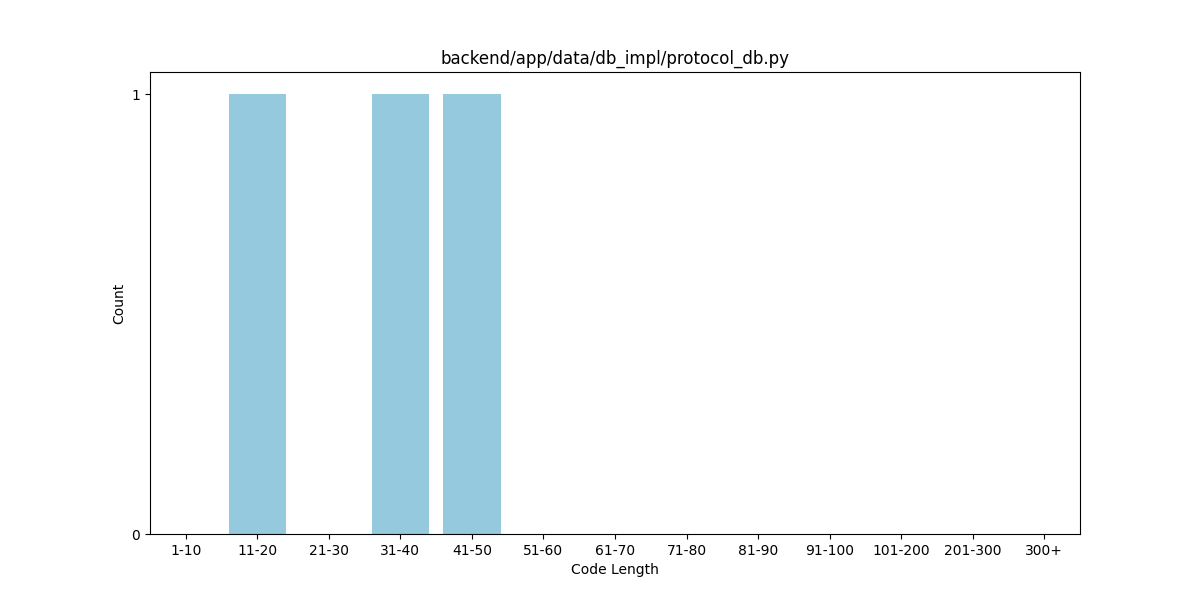 backend/app/data/db_impl/protocol_db.py
1
Count
0
1-10 11-20 21-30 31-40 41-50 51-60 61-70 71-80 81-90 91-100 101-200 201-300 300+
Code Length